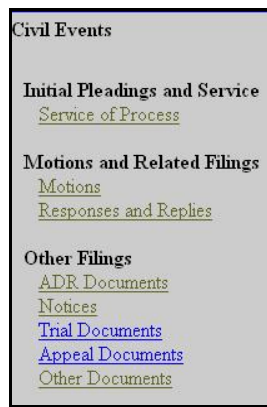 Civil Events
Initial Pleadings and Service
Service of Process
Motions and Related Filings
Motions
Responses and Replies
Other Filings
ADR Documents
Notices
Trial Documents
Appeal Documents
Other Documents